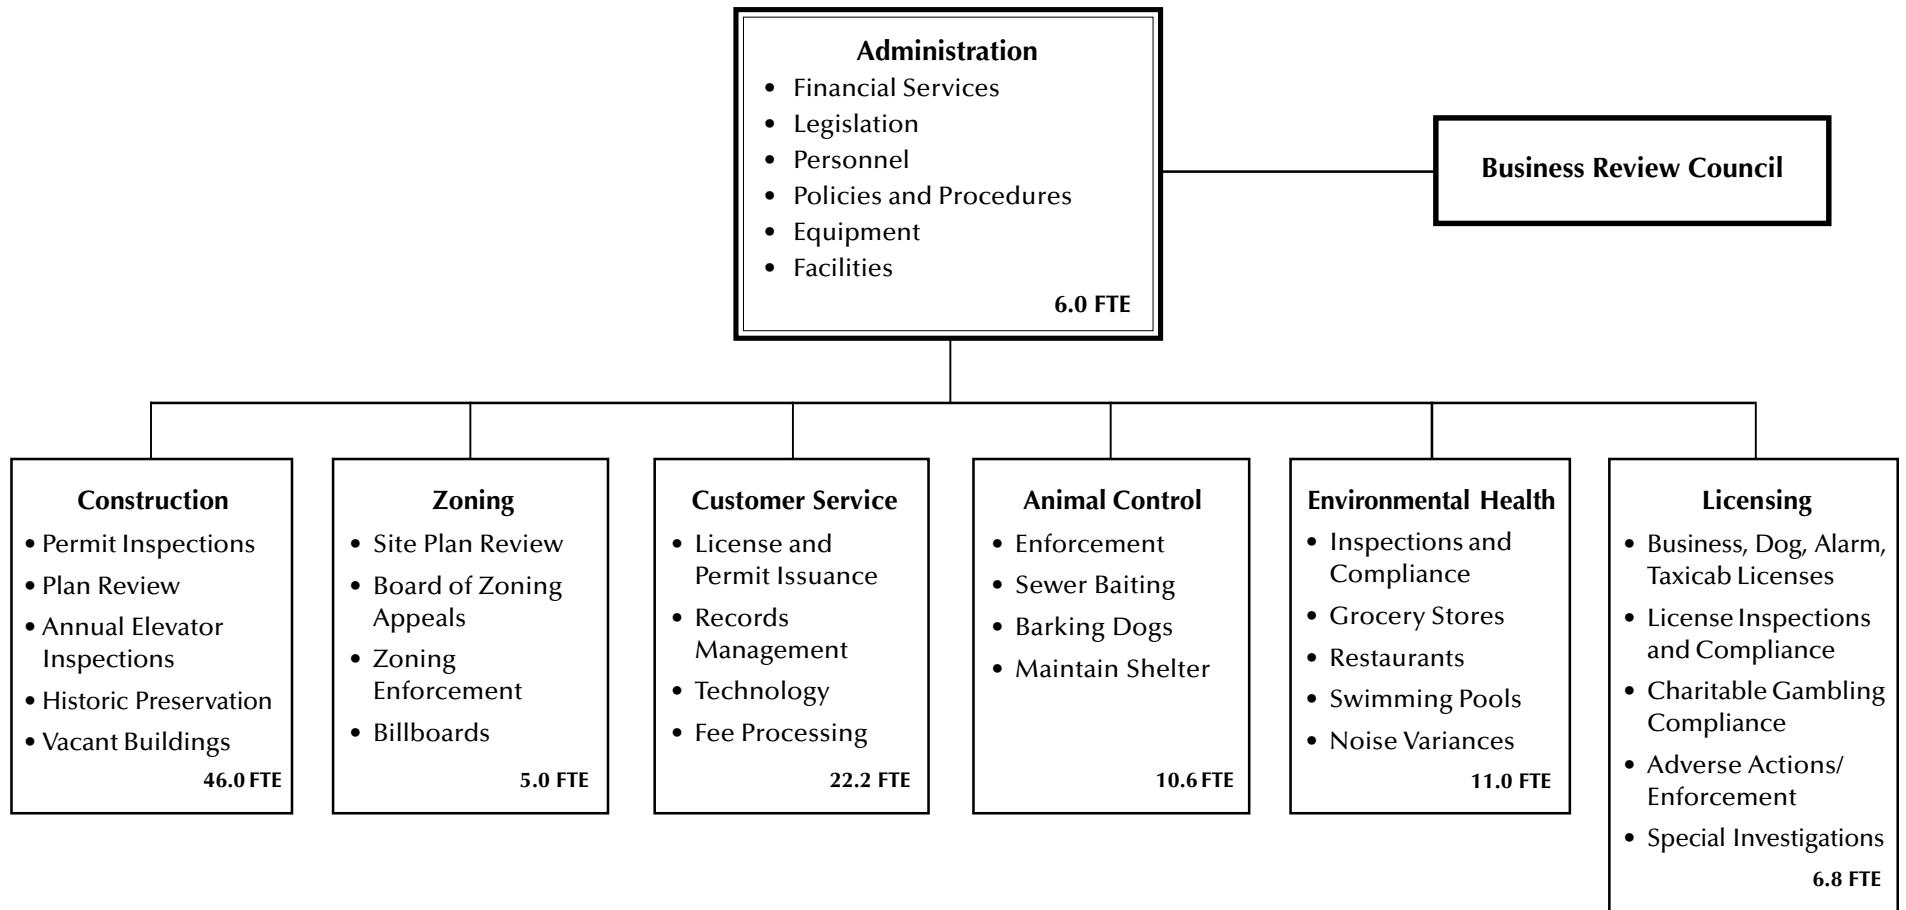 Administration
• Financial Services
• Legislation
• Personnel
• Policies and Procedures
• Equipment
• Facilities
6.0 FTE
Business Review Council
Construction
• Permit Inspections
• Plan Review
• Annual Elevator
Inspections
• Historic Preservation
• Vacant Buildings
46.0 FTE
Zoning
• Site Plan Review
• Board of Zoning
Appeals
• Zoning
Enforcement
• Billboards
5.0 FTE
Customer Service
• License and
Permit Issuance
• Records
Management
• Technology
• Fee Processing
22.2 FTE
Animal Control
• Enforcement
• Sewer Baiting
• Barking Dogs
• Maintain Shelter
10.6 FTE
Environmental Health
• Inspections and
Compliance
• Grocery Stores
• Restaurants
• Swimming Pools
• Noise Variances
11.0 FTE
Licensing
• Business, Dog, Alarm,
Taxicab Licenses
• License Inspections
and Compliance
• Charitable Gambling
Compliance
• Adverse Actions/
Enforcement
• Special Investigations
6.8 FTE